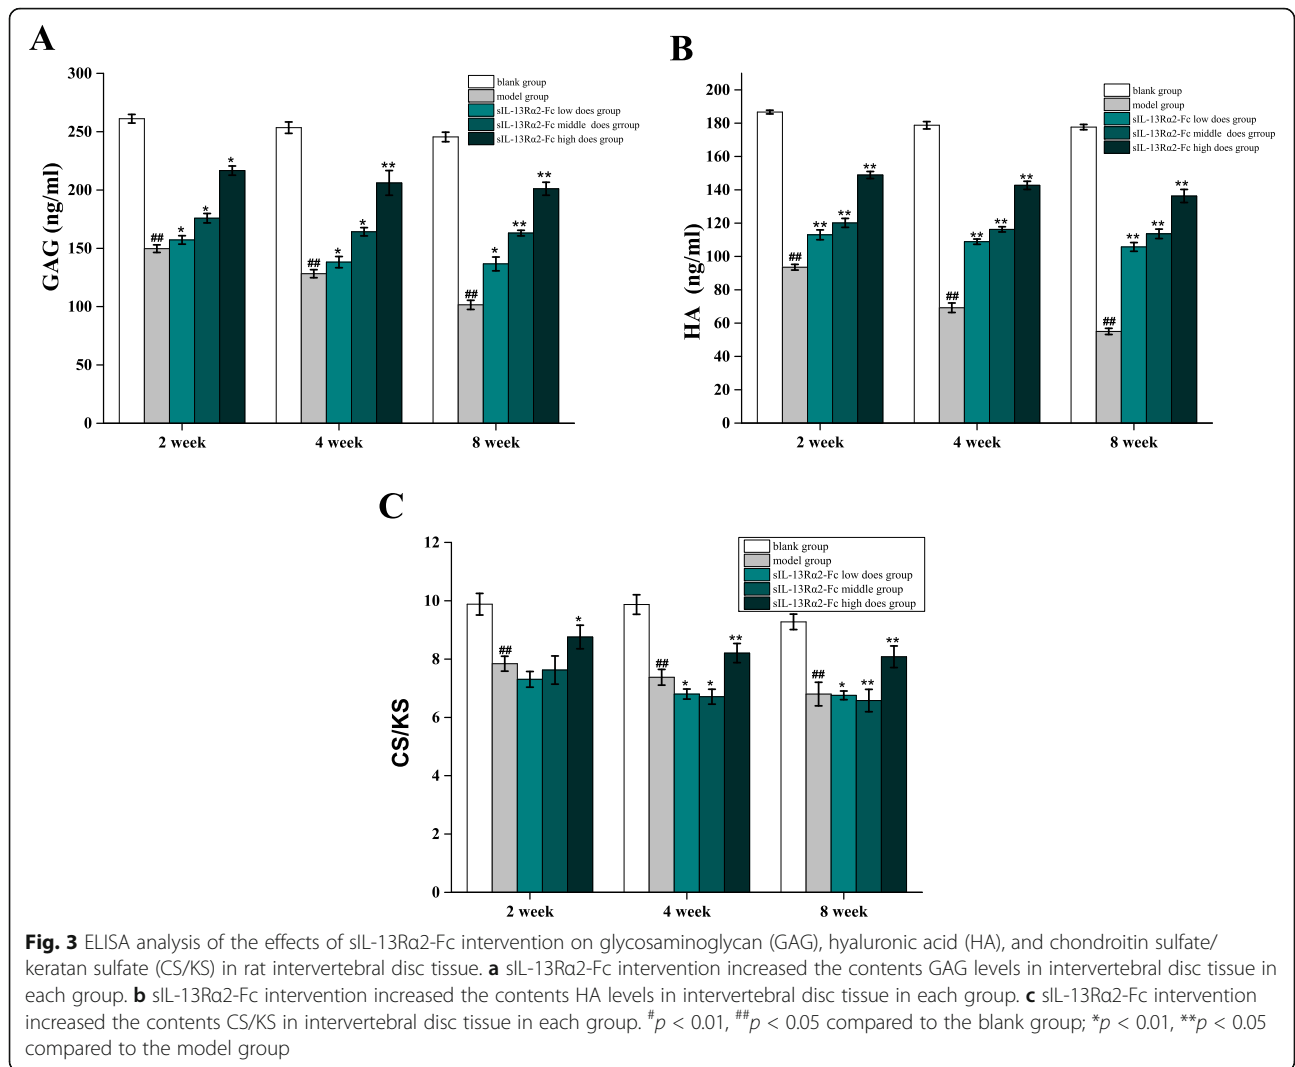 A
GAG (ng/ml)
300
250
200
150
100
50
0
blank group
model group
sIL-13Rα2-Fc low does group
sIL-13Rα2-Fc middle does grroup
sIL-13Rα2-Fc high does group
##
*
*
*
##
*
*
**
##
*
**
**
2 week
4 week
8 week
B
HA (ng/ml)
200
180
160
140
120
100
80
60
40
20
0
blank group
model group
sIL-13Rα2-Fc low does group
sIL-13Rα2-Fc middle does group
sIL-13Rα2-Fc high does group
##
**
**
**
##
**
**
**
##
**
**
**
2 week
4 week
8 week
C
CS/KS
12
10
8
6
4
2
0
blank group
model group
sIL-13Rα2-Fc low does group
sIL-13Rα2-Fc middle group
sIL-13Rα2-Fc high does group
##
*
##
*
*
**
##
*
**
**
2 week
4 week
8 week
Fig. 3 ELISA analysis of the effects of sIL-13Rα2-Fc intervention on glycosaminoglycan (GAG), hyaluronic acid (HA), and chondroitin sulfate/
keratan sulfate (CS/KS) in rat intervertebral disc tissue. a sIL-13Rα2-Fc intervention increased the contents GAG levels in intervertebral disc tissue in
each group. b sIL-13Rα2-Fc intervention increased the contents HA levels in intervertebral disc tissue in each group. c sIL-13Rα2-Fc intervention
increased the contents CS/KS in intervertebral disc tissue in each group. #p < 0.01, ##p < 0.05 compared to the blank group; *p < 0.01, **p < 0.05
compared to the model group